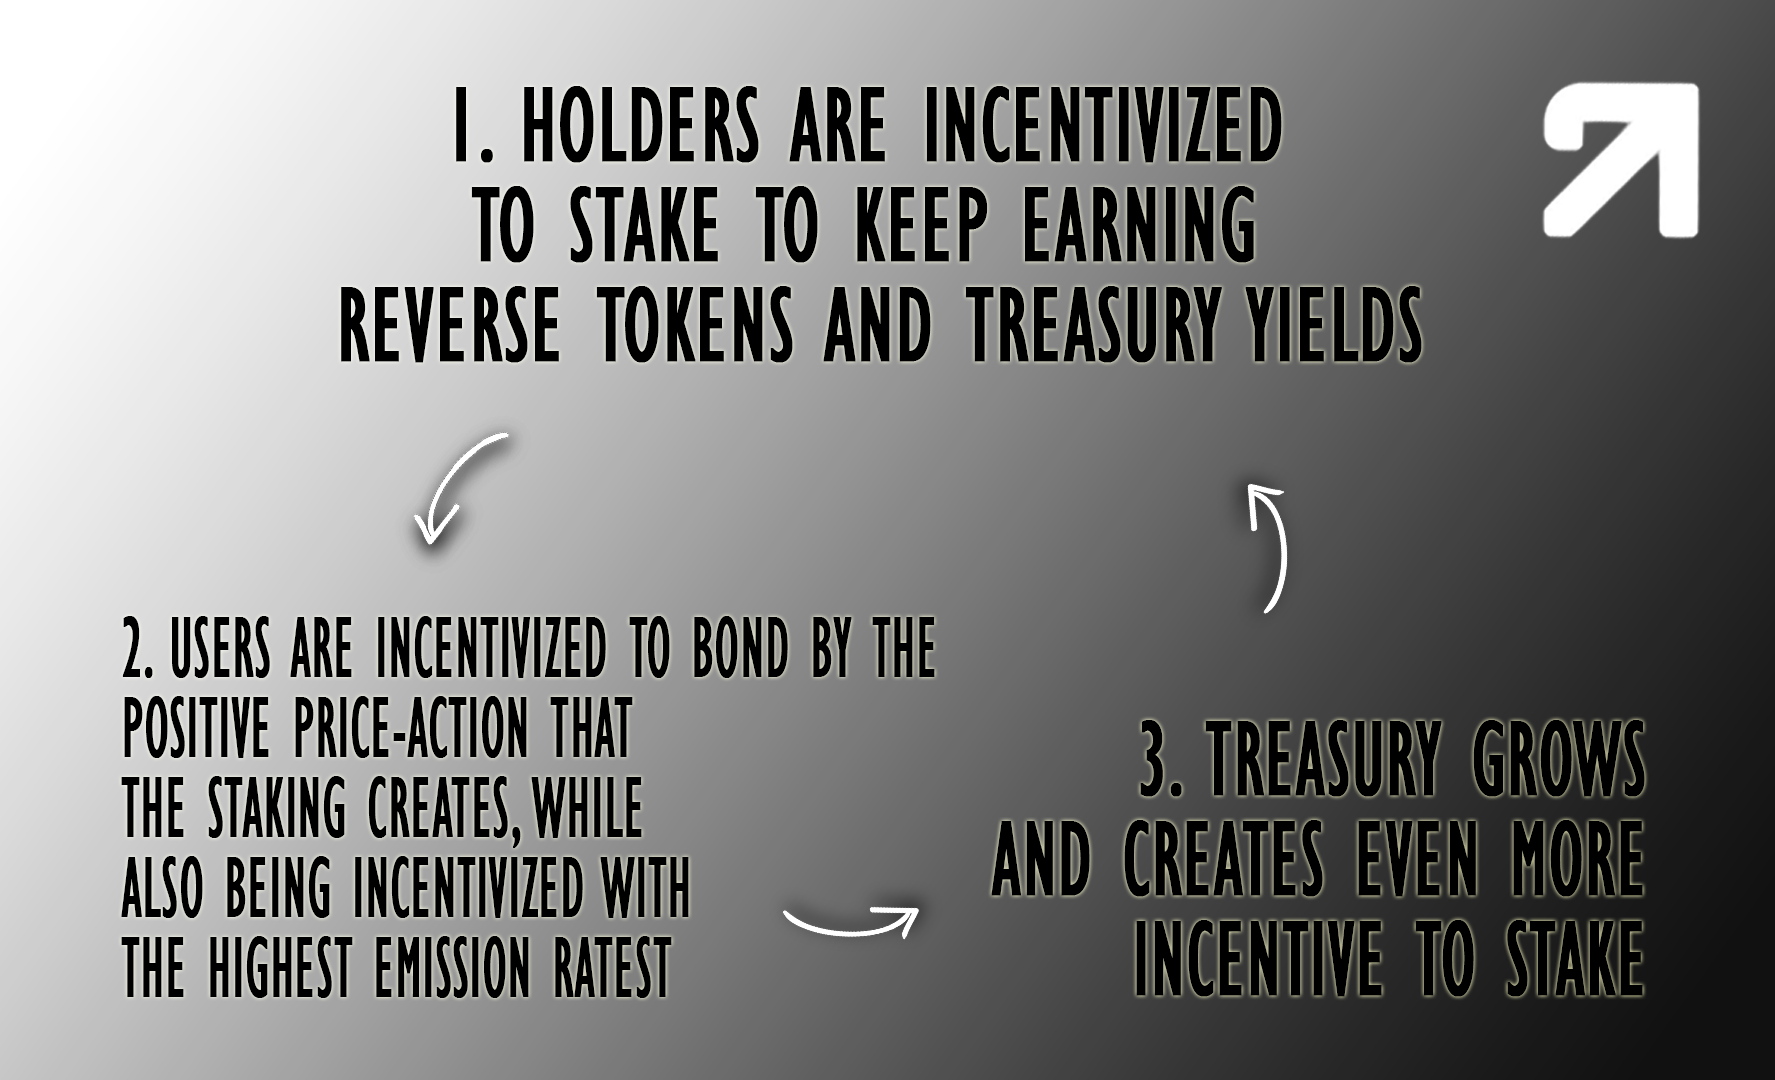 1. HOLDERS ARE INCENTIVIZED
TO STAKE TO KEEP EARNING
REVERSE TOKENS AND TREASURY YIELDS
2. USERS ARE INCENTIVIZED TO BOND BY THE
POSITIVE PRICE-ACTION THAT
THE STAKING CREATES, WHILE
ALSO BEING INCENTIVIZED WITH
THE HIGHEST EMISSION RATEST
3. TREASURY GROWS
AND CREATES EVEN MORE
INCENTIVE TO STAKE